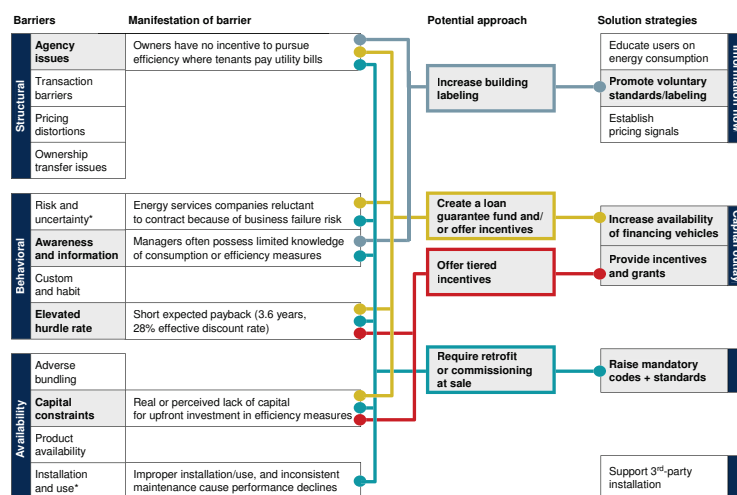 Barriers
Manifestation of barrier
Potential approach
Solution strategies
Structural
Agency
issues
Owners have no incentive to pursue
efficiency where tenants pay utility bills
Transaction
barriers
Pricing
distortions
Ownership
transfer issues
Behavioral
Risk and
uncertainty*
Energy services companies reluctant
to contract because of business failure risk
Awareness
and information
Managers often possess limited knowledge
of consumption or efficiency measures
Custom
and habit
Elevated
hurdle rate
Short expected payback (3.6 years,
28% effective discount rate)
Availability
Adverse
bundling
Capital
constraints
Real or perceived lack of capital
for upfront investment in efficiency measures
Product
availability
Installation
and use*
Improper installation/use, and inconsistent
maintenance cause performance declines
Increase building
labeling
Create a loan
guarantee fund and/
or offer incentives
Offer tiered
incentives
Require retrofit
or commissioning
at sale
Educate users on
energy consumption
Promote voluntary
standards/labeling
Establish
pricing signals
Increase availability
of financing vehicles
Provide incentives
and grants
Raise mandatory
codes + standards
Support 3rd-party
installation